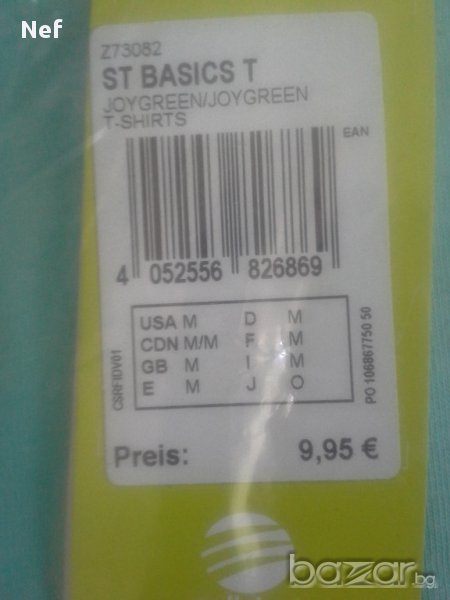 Nef
Z73082
ST BASICS T
JOYGREEN/JOYGREEN
T-SHIRTS
EAN
4 052556 826869
USA M D M
CDN M/M F M
GB M I M
E M J O
CSRFIDV01
PO 106867750 50
Preis: 9,95 €
bazar.bg